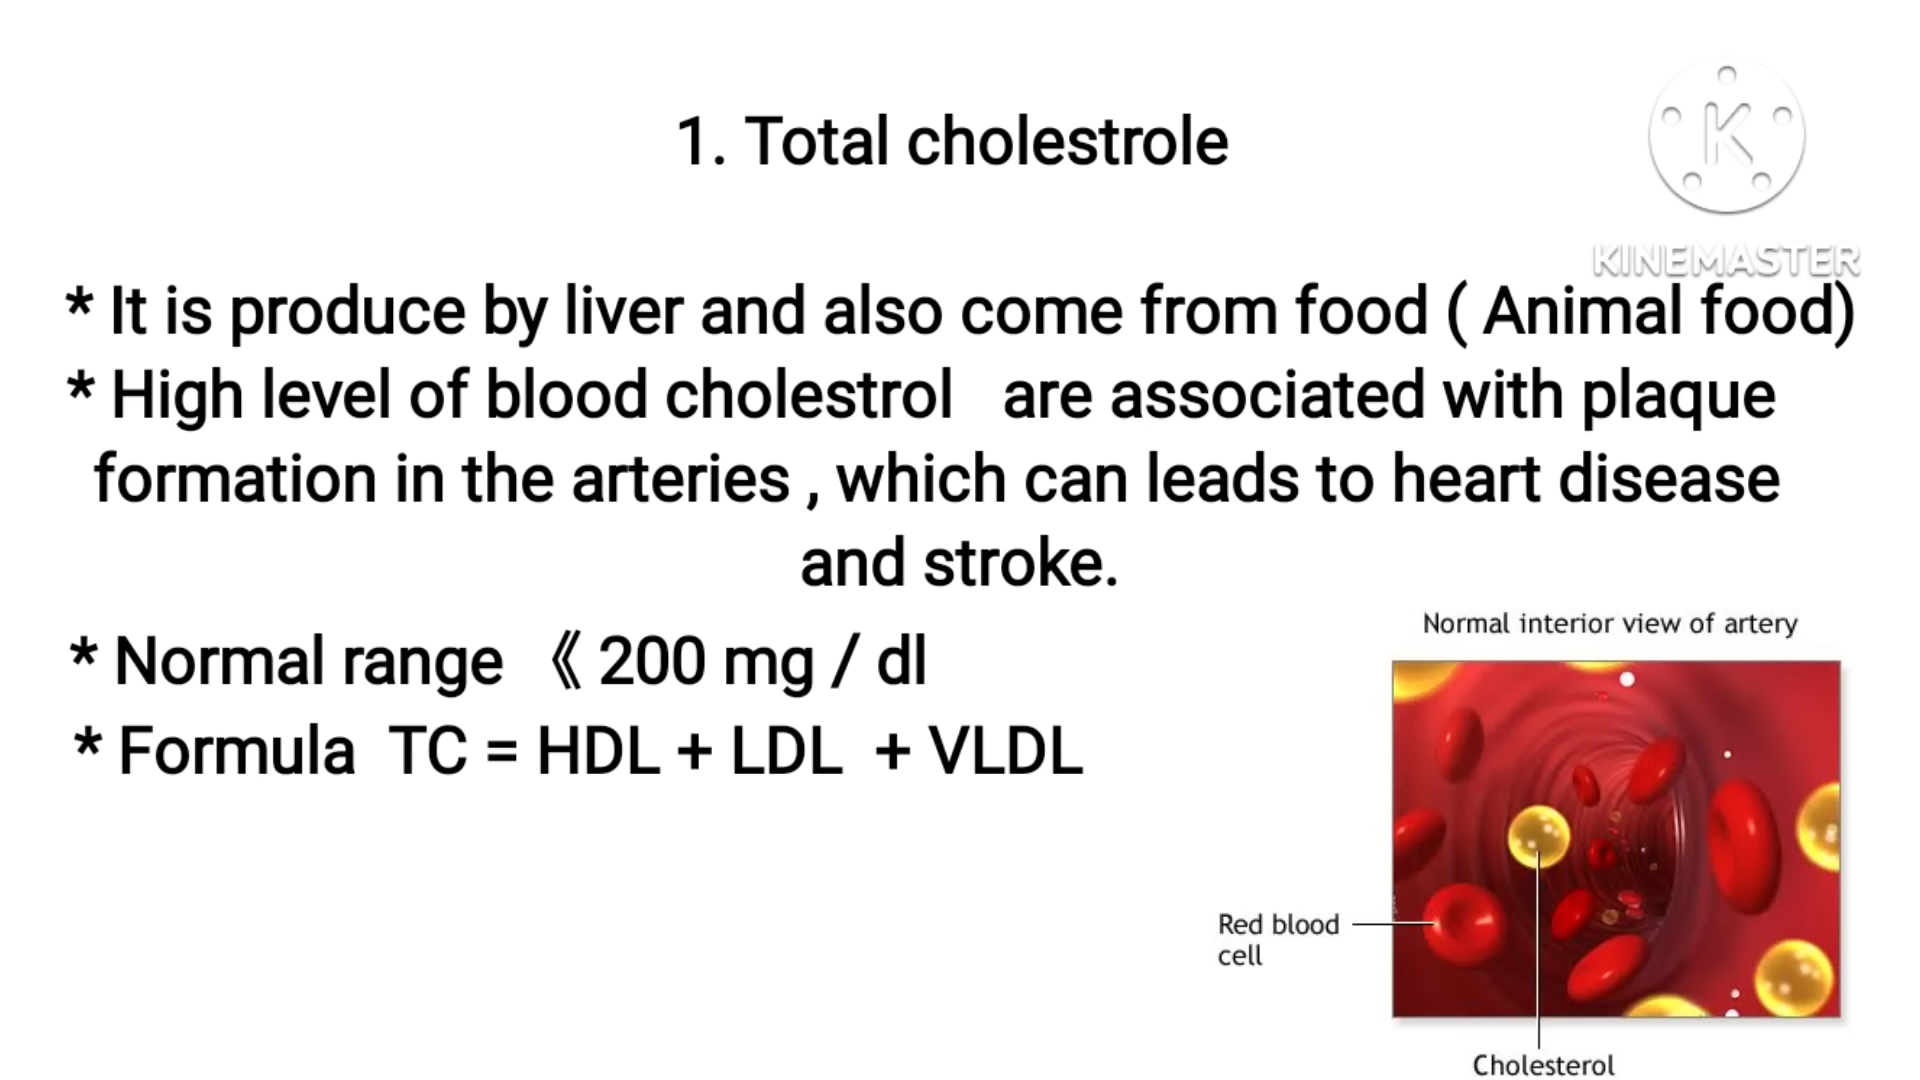 1. Total cholestrole
K
KINEMASTER
* It is produce by liver and also come from food ( Animal food)
* High level of blood cholestrol are associated with plaque
formation in the arteries , which can leads to heart disease
and stroke.
* Normal range 《 200 mg / dl
* Formula TC = HDL + LDL + VLDL
Normal interior view of artery
Red blood
cell
Cholesterol